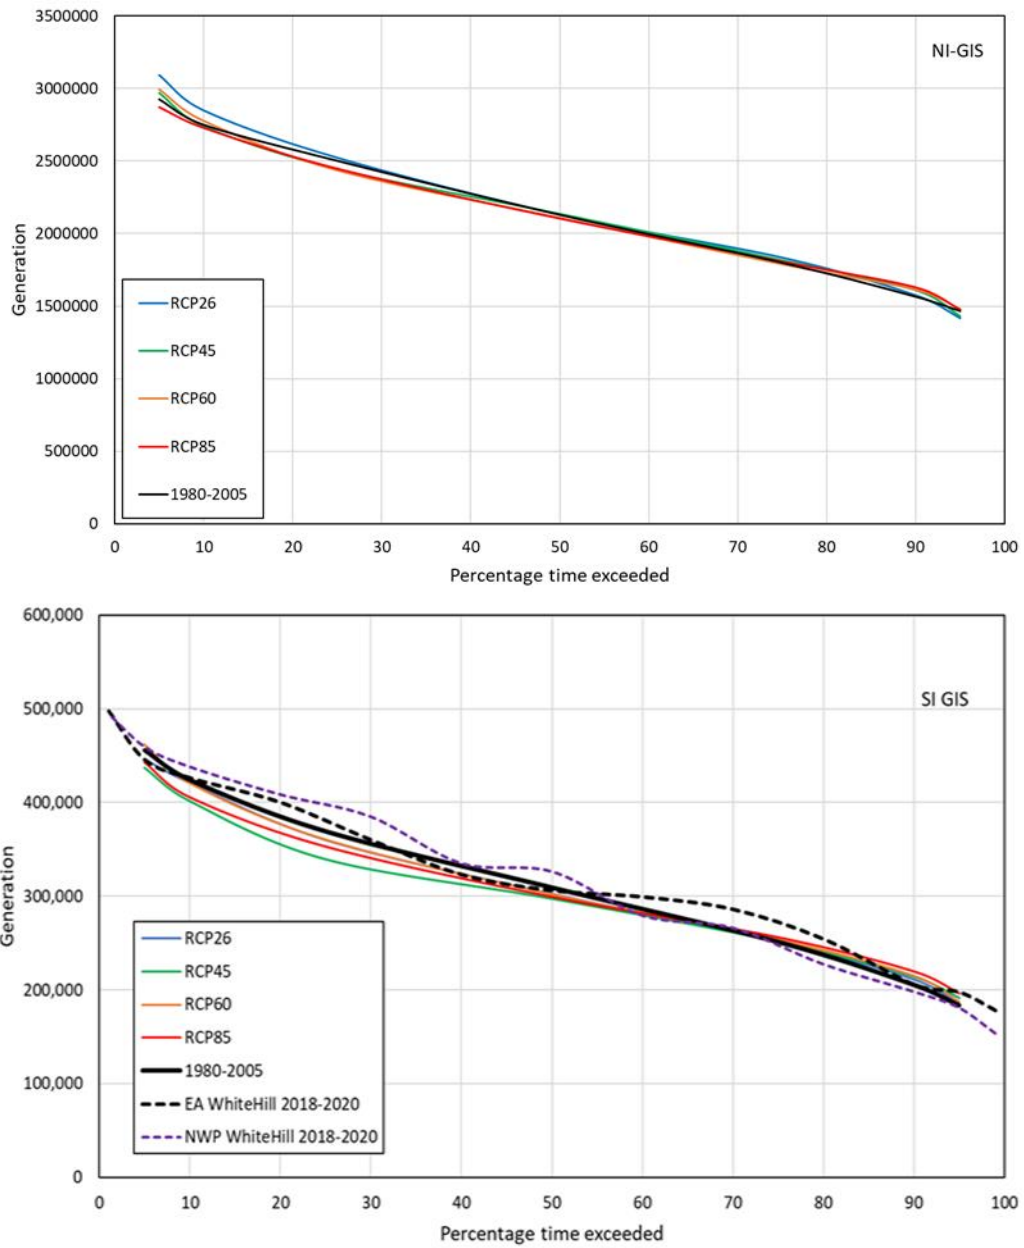 3500000
NI-GIS
3000000
2500000
2000000
Generation
1500000
RCP26
RCP45
1000000
RCP60
500000
RCP85
1980-2005
0
0 10 20 30 40 50 60 70 80 90 100
Percentage time exceeded
600,000
SI GIS
500,000
400,000
300,000
Generation
RCP26
200,000
RCP45
RCP60
RCP85
100,000
1980-2005
EA WhiteHill 2018-2020
NWP WhiteHill 2018-2020
0
0 10 20 30 40 50 60 70 80 90 100
Percentage time exceeded